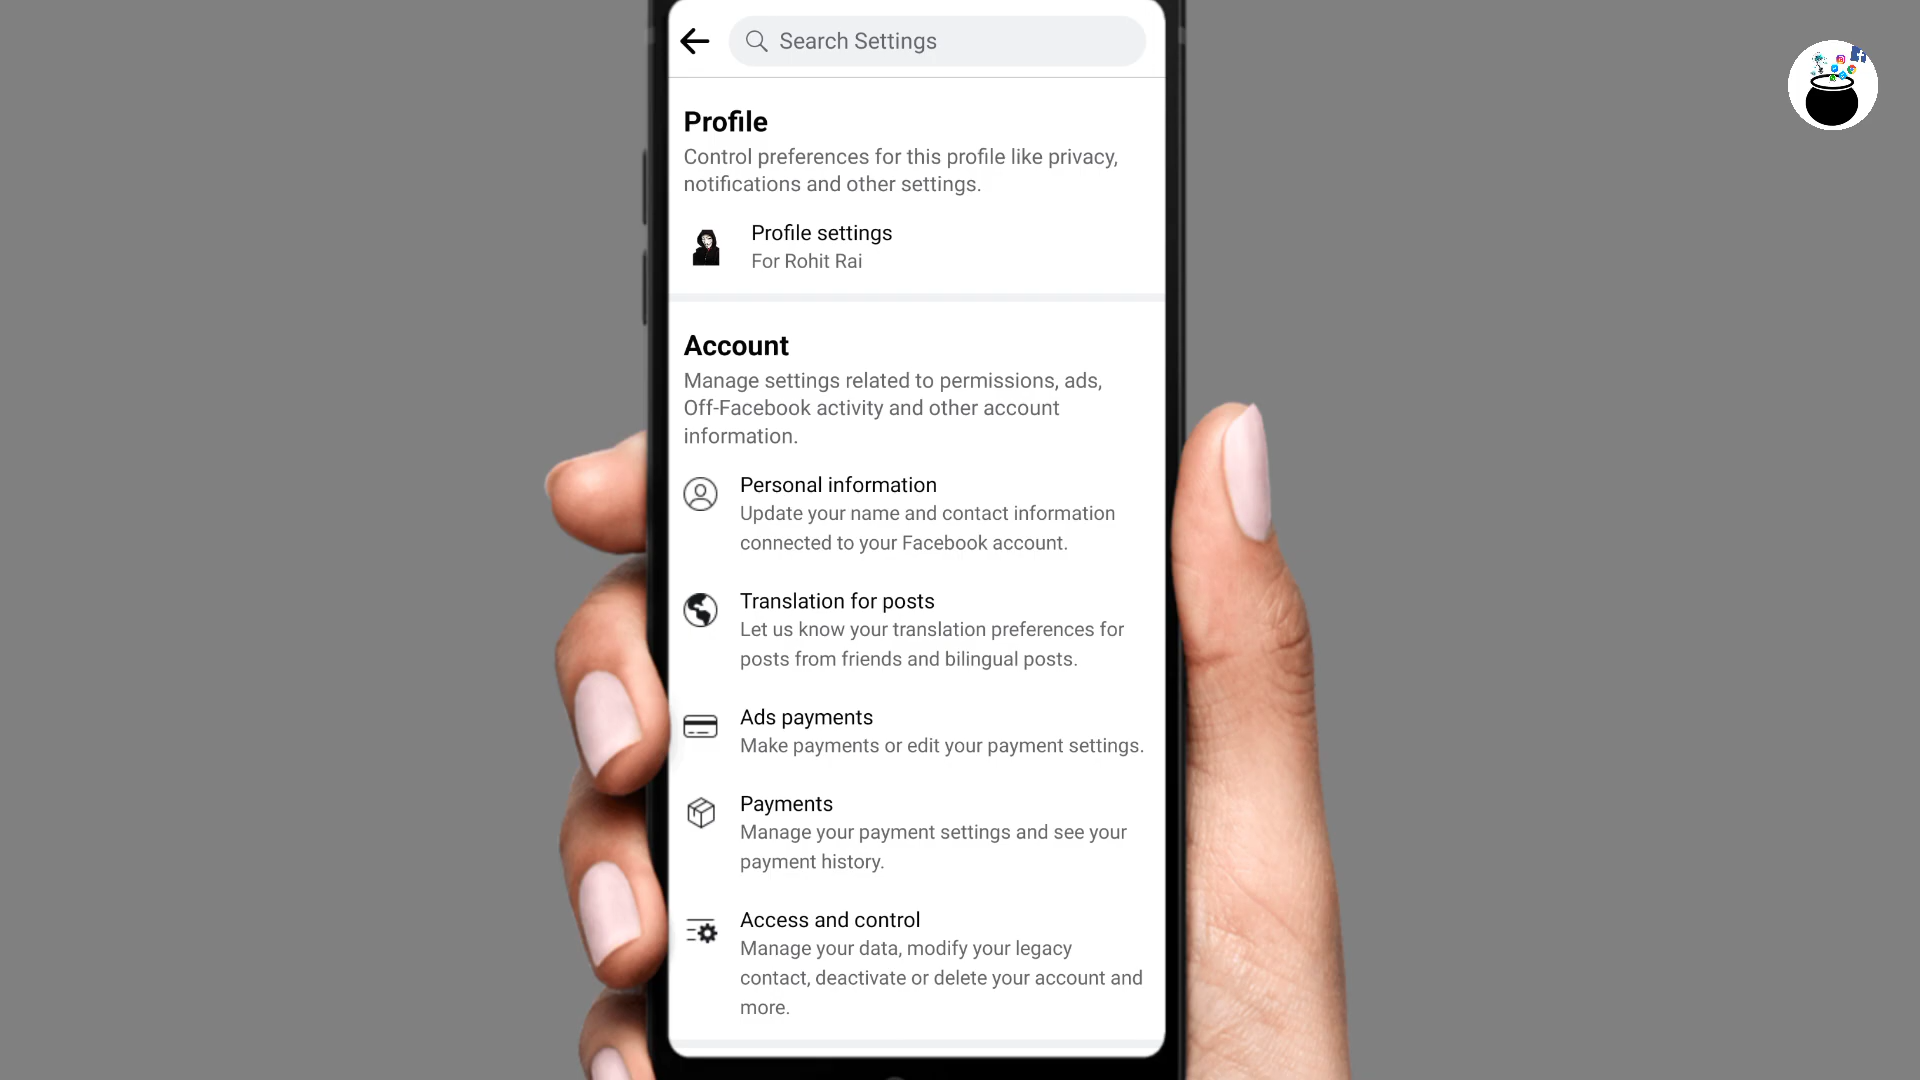 Search Settings
Profile
Control preferences for this profile like privacy,
notifications and other settings.
Profile settings
For Rohit Rai
Account
Manage settings related to permissions, ads,
Off-Facebook activity and other account
information.
Personal information
Update your name and contact information
connected to your Facebook account.
Translation for posts
Let us know your translation preferences for
posts from friends and bilingual posts.
Ads payments
Make payments or edit your payment settings.
Payments
Manage your payment settings and see your
payment history.
Access and control
Manage your data, modify your legacy
contact, deactivate or delete your account and
more.